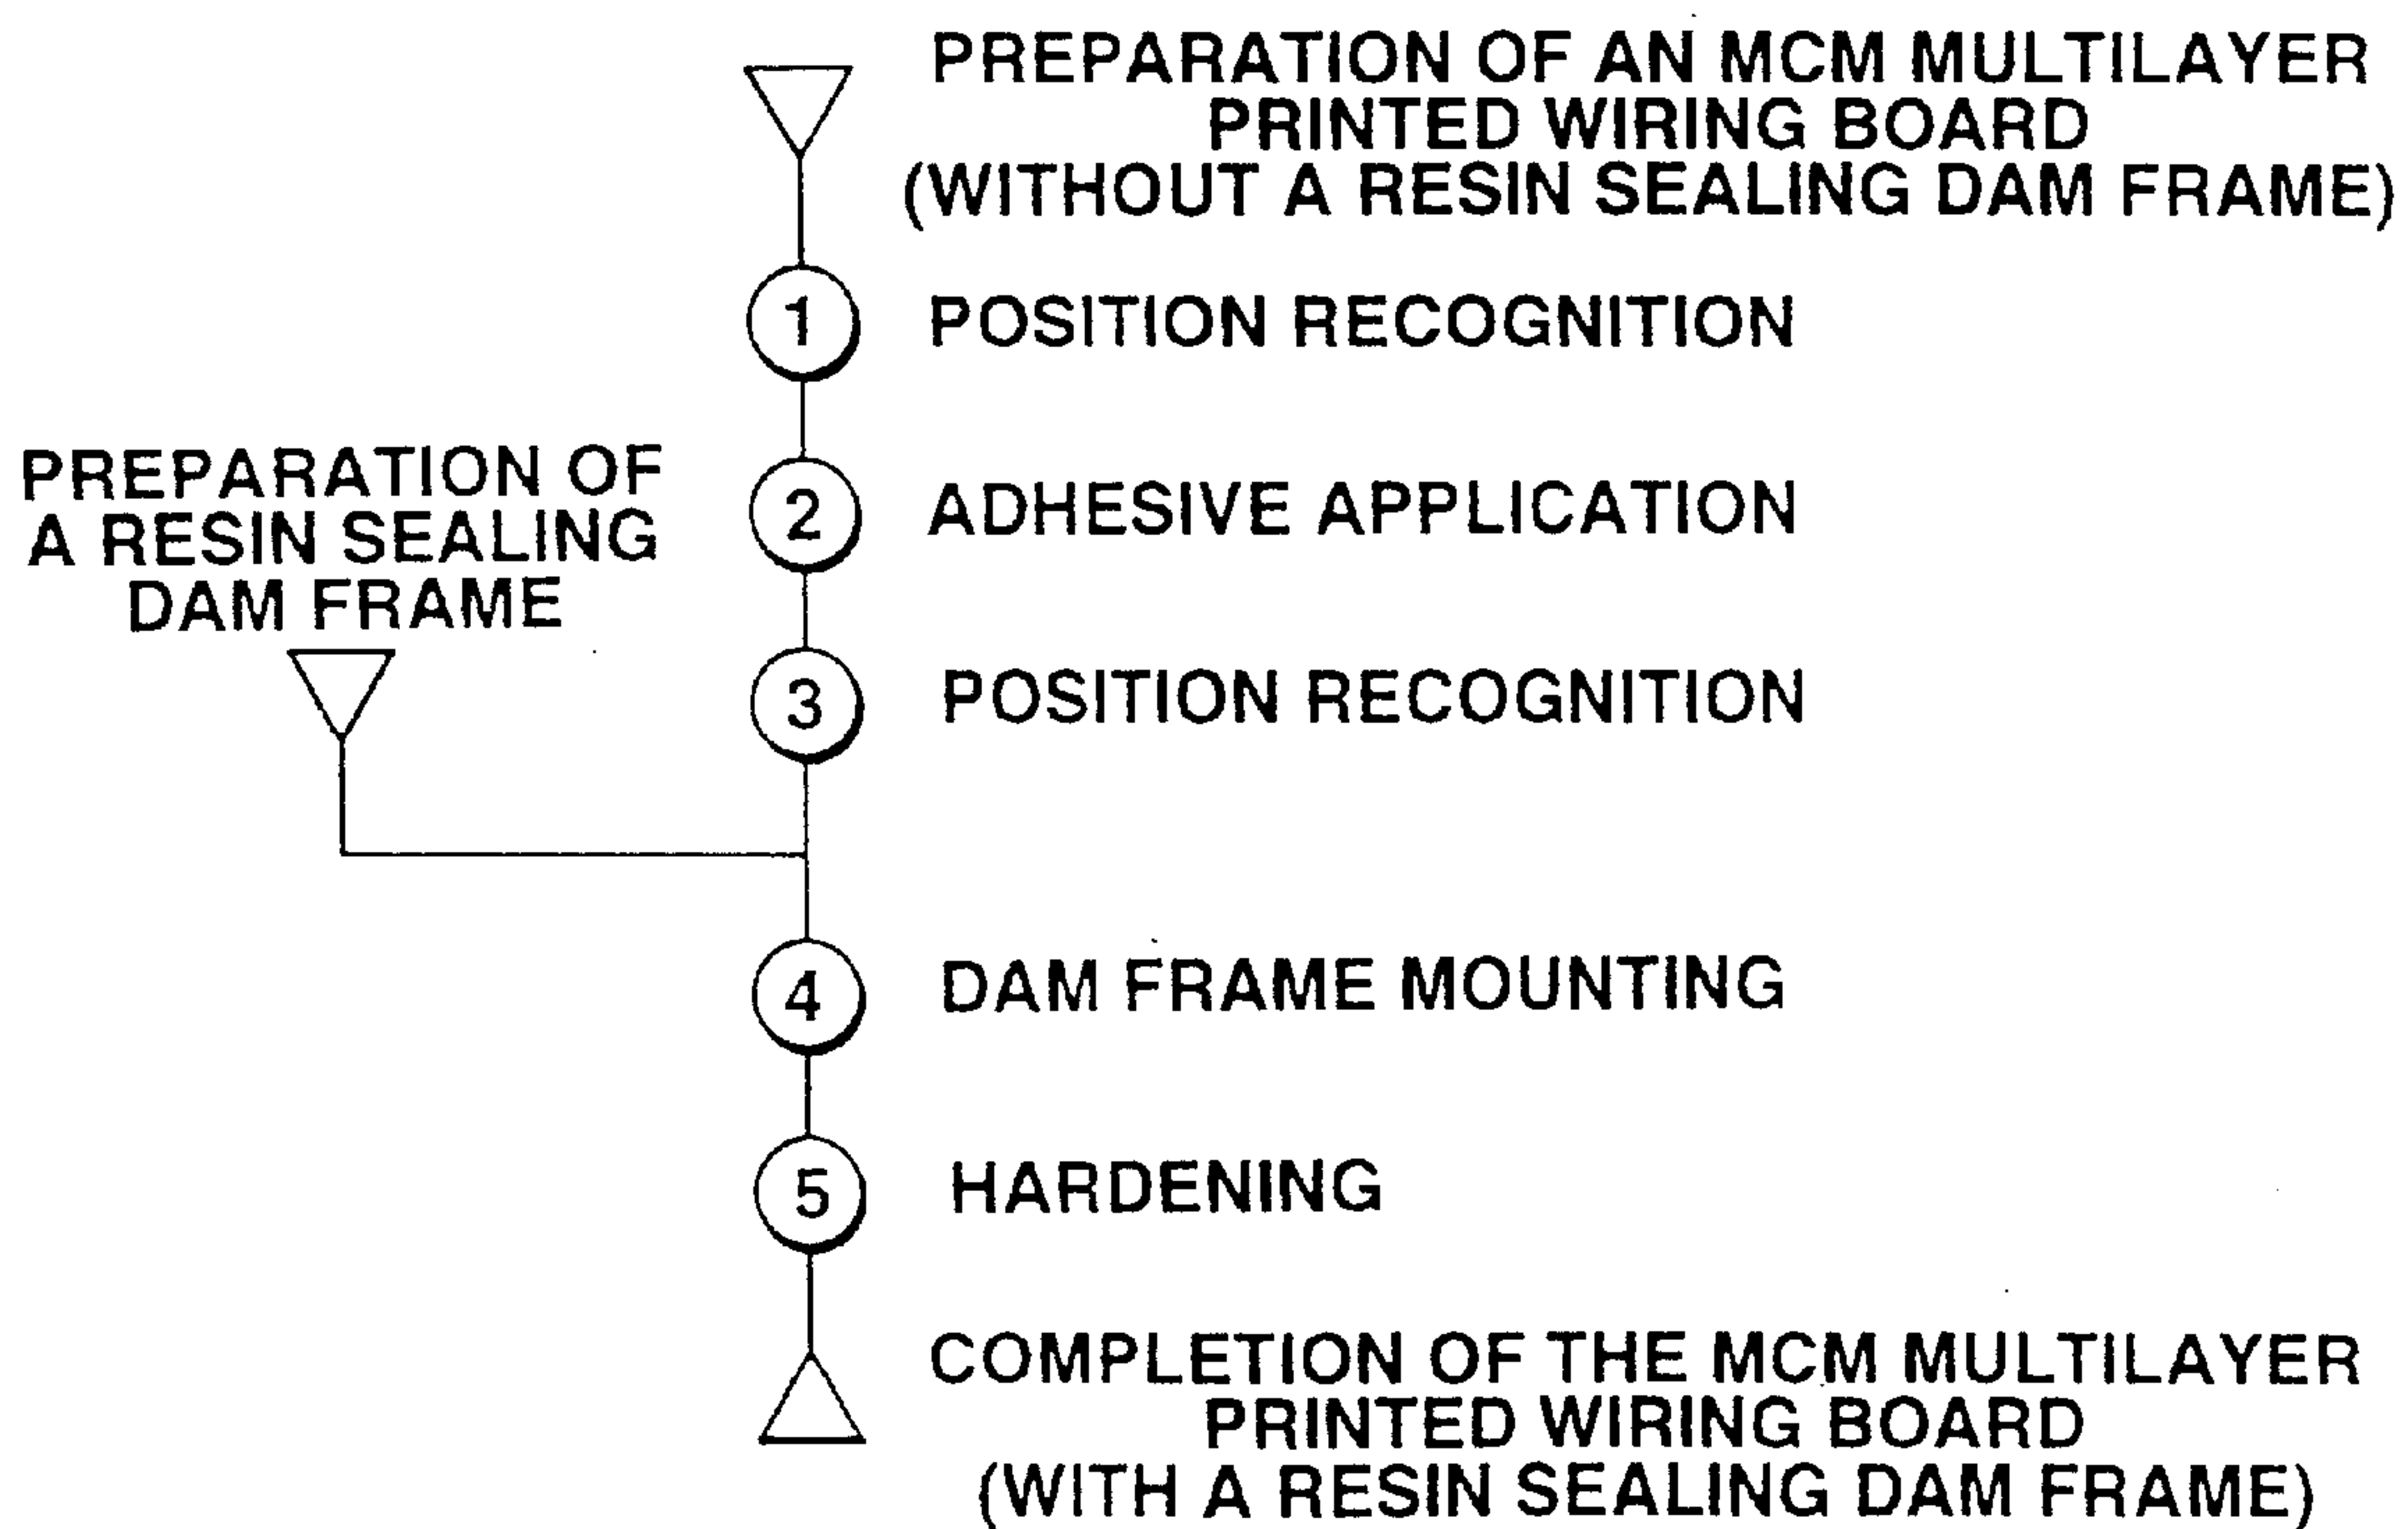 PREPARATION OF AN MCM MULTILAYER
PRINTED WIRING BOARD
(WITHOUT A RESIN SEALING DAM FRAME)
1 POSITION RECOGNITION
2 ADHESIVE APPLICATION
PREPARATION OF
A RESIN SEALING
DAM FRAME
3 POSITION RECOGNITION
4 DAM FRAME MOUNTING
5 HARDENING
COMPLETION OF THE MCM MULTILAYER
PRINTED WIRING BOARD
(WITH A RESIN SEALING DAM FRAME)